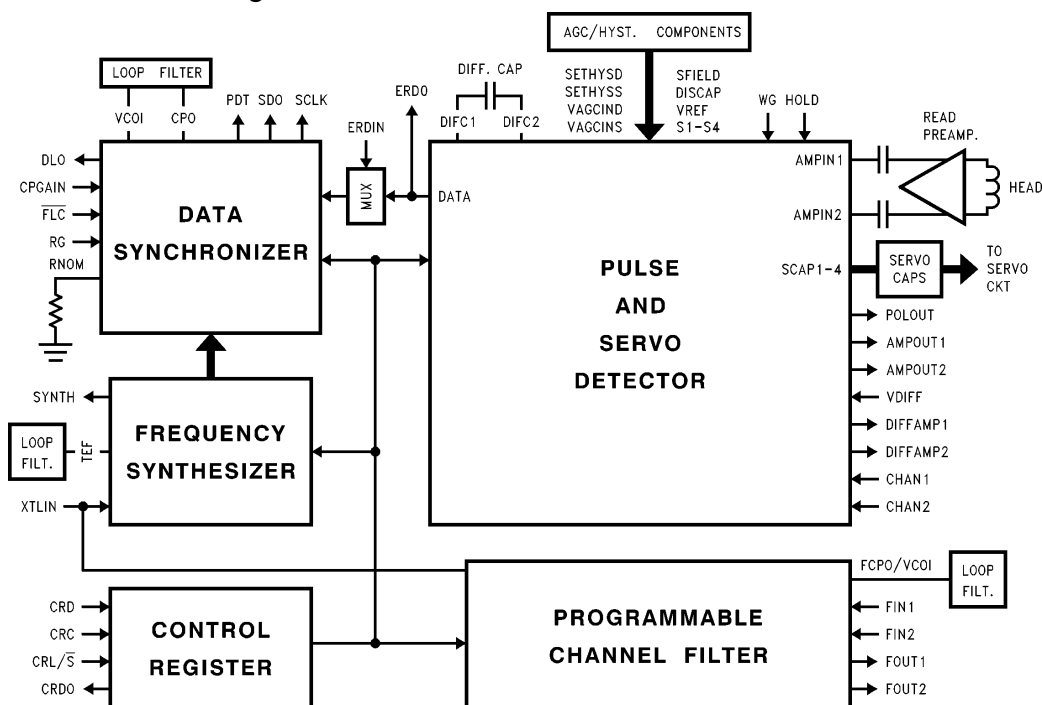 AGC/HYST. COMPONENTS
LOOP FILTER
VCOI
CPO
PDT SDO SCLK
DIFF. CAP
DIFC1
DIFC2
ERDO
ERDIN
MUX
SETHYSD
SETHYSS
VAGCIND
VAGCINS
SFIELD
DISCAP
VREF
S1-S4
WG HOLD
READ
PREAMP.
HEAD
DLO
CPGAIN
FLC
RG
RNOM
DATA
SYNCHRONIZER
DATA
PULSE
AND
SERVO
DETECTOR
AMPIN1
AMPIN2
SCAP1-4
SERVO
CAPS
TO
SERVO
CKT
POLOUT
AMPOUT1
AMPOUT2
VDIFF
DIFFAMP1
DIFFAMP2
CHAN1
CHAN2
SYNTH
LOOP
FILT.
TEF
XTLIN
FREQUENCY
SYNTHESIZER
CRD
CRC
CRL/S̅
CRDO
CONTROL
REGISTER
PROGRAMMABLE
CHANNEL FILTER
FCPO/VCOI
LOOP
FILT.
FIN1
FIN2
FOUT1
FOUT2